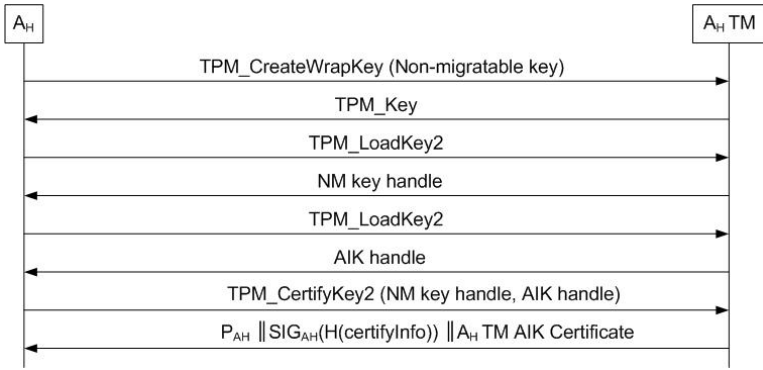 A_H
A_H TM
TPM_CreateWrapKey (Non-migratable key)
TPM_Key
TPM_LoadKey2
NM key handle
TPM_LoadKey2
AIK handle
TPM_CertifyKey2 (NM key handle, AIK handle)
P_AH ║SIG_AH(H(certifyInfo)) ║A_H TM AIK Certificate